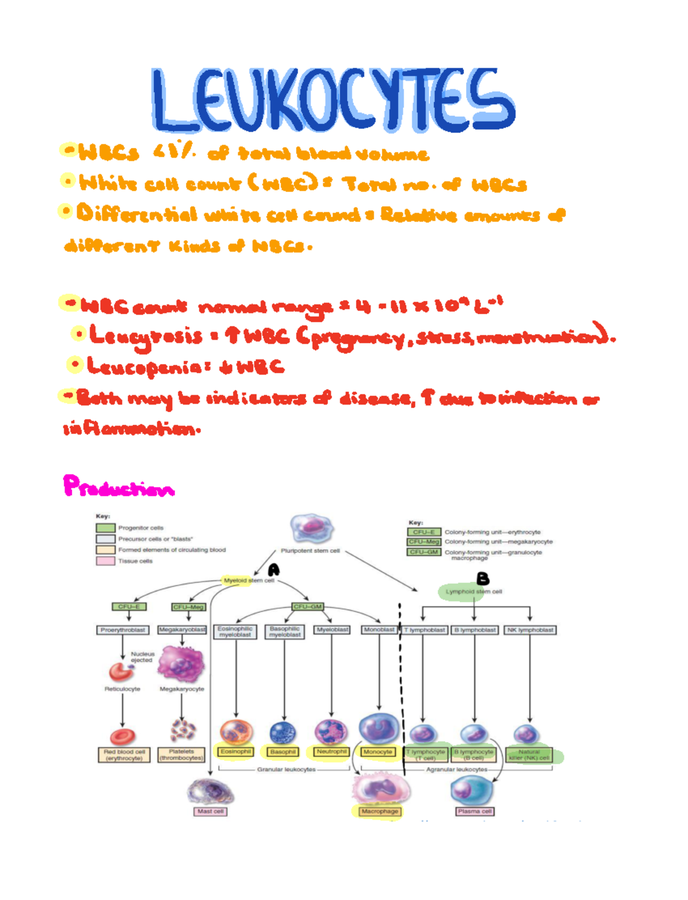 LEUKOCYTES
• WBCs <1% of total blood volume
• White cell count (WBC) = Total no. of WBCs
• Differential white cell cound = Relative amounts of
different kinds of WBCs.
• WBC count normal range = 4 - 11 x 10⁹ L⁻¹
• Leucytosis = ↑ WBC (pregnancy, stress, menstruation).
• Leucopenia = ↓ WBC
• Both may be indicators of disease, ↑ due to infection or
inflammation.
Production
Key:
Progenitor cells
Precursor cells or "blasts"
Formed elements of circulating blood
Tissue cells
Pluripotent stem cell
Key:
CFU–E Colony-forming unit—erythrocyte
CFU–Meg Colony-forming unit—megakaryocyte
CFU–GM Colony-forming unit—granulocyte
macrophage
A
Myeloid stem cell
B
Lymphoid stem cell
CFU–E CFU–Meg CFU–GM
Proerythroblast Megakaryoblast Eosinophilic Basophilic Myeloblast Monoblast T lymphoblast B lymphoblast NK lymphoblast
myeloblast myeloblast
Nucleus
ejected
Reticulocyte Megakaryocyte
Red blood cell Platelets Eosinophil Basophil Neutrophil Monocyte T lymphocyte B lymphocyte Natural
(erythrocyte) (thrombocytes) (T cell) (B cell) killer (NK) cell
Granular leukocytes Agranular leukocytes
Mast cell Macrophage Plasma cell